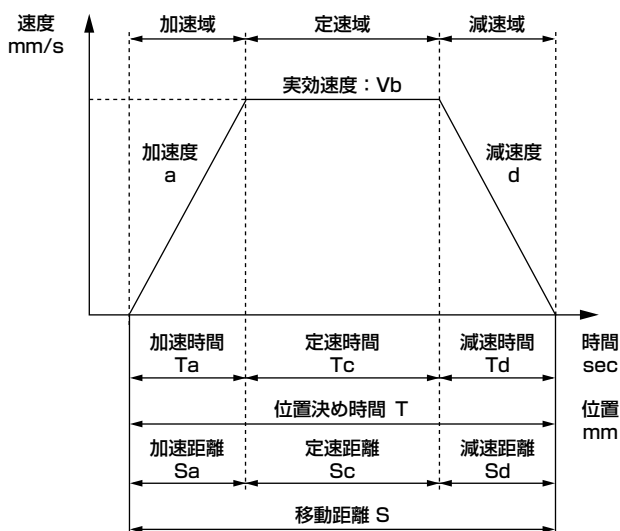 速度
mm/s
加速域
定速域
減速域
実効速度：Vb
加速度
a
減速度
d
加速時間
Ta
定速時間
Tc
減速時間
Td
時間
sec
位置決め時間 T
位置
mm
加速距離
Sa
定速距離
Sc
減速距離
Sd
移動距離 S